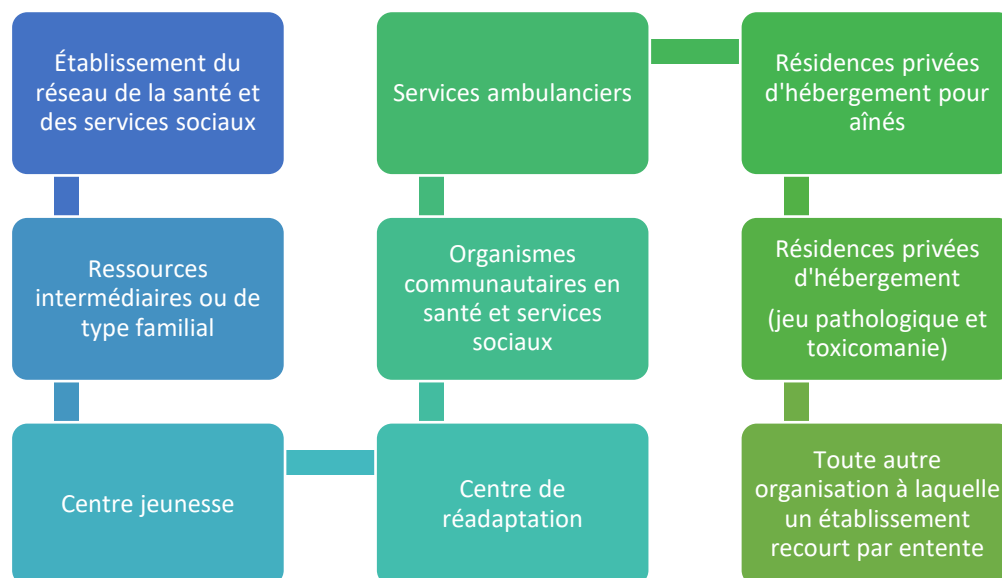 Établissement du
réseau de la santé et
des services sociaux
Ressources
intermédiaires ou de
type familial
Centre jeunesse
Centre de
réadaptation
Organismes
communautaires en
santé et services
sociaux
Services ambulanciers
Résidences privées
d'hébergement pour
aînés
Résidences privées
d'hébergement
(jeu pathologique et
toxicomanie)
Toute autre
organisation à laquelle
un établissement
recourt par entente